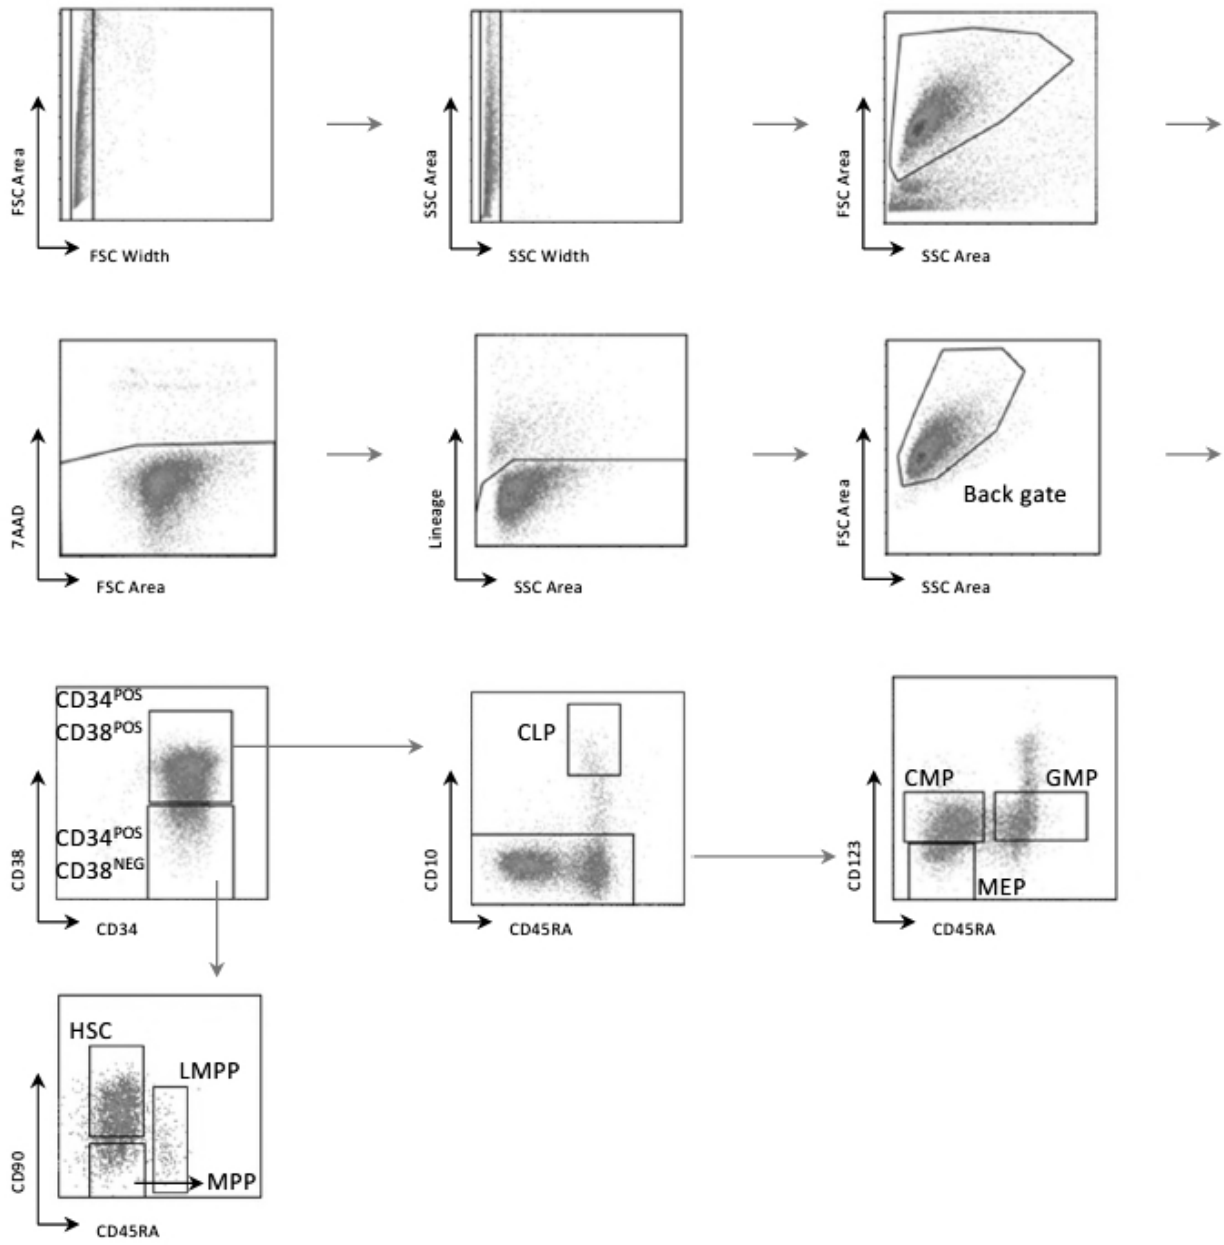 FSC Area
FSC Width
SSC Area
SSC Width
FSC Area
SSC Area
7AAD
FSC Area
Lineage
SSC Area
FSC Area
Back gate
SSC Area
CD34POS
CD38POS
CD34POS
CD38NEG
CD38
CD34
CLP
CD10
CD45RA
CMP
GMP
MEP
CD123
CD45RA
HSC
LMPP
MPP
CD90
CD45RA